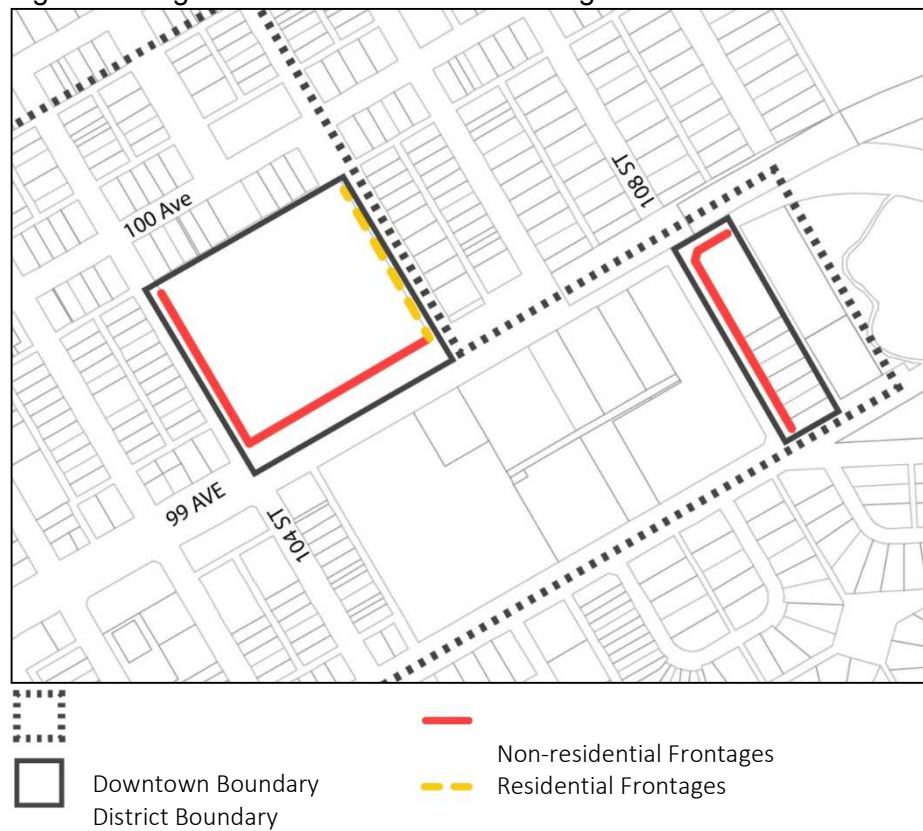 100 Ave
108 ST
99 AVE
104 ST
Non-residential Frontages
Downtown Boundary
Residential Frontages
District Boundary